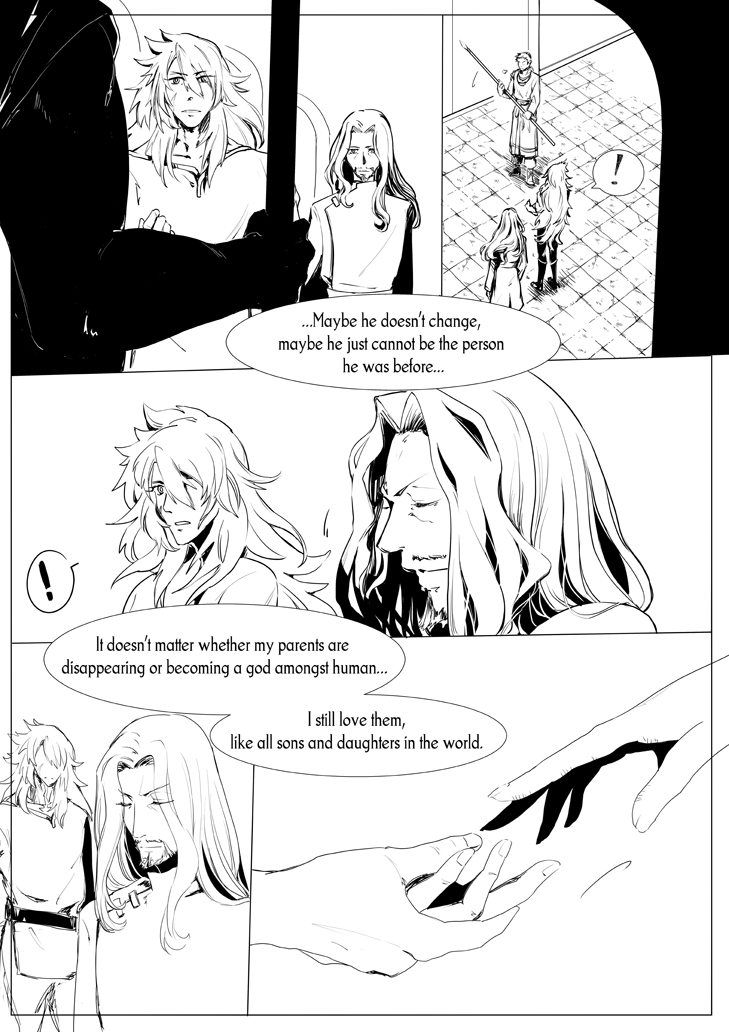 !
...Maybe he doesn't change,
maybe he just cannot be the person
he was before...
!
It doesn't matter whether my parents are
disappearing or becoming a god amongst human...
I still love them,
like all sons and daughters in the world.